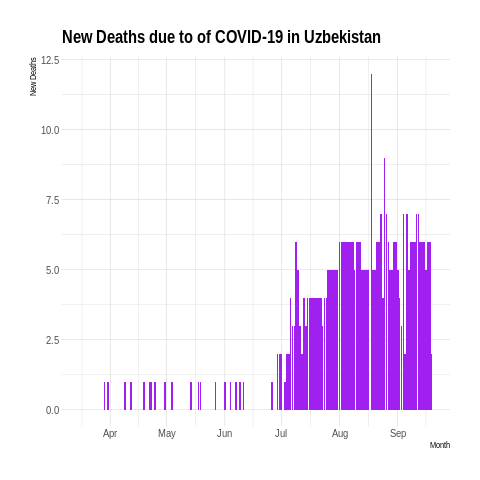 New Deaths due to of COVID-19 in Uzbekistan
New Deaths
12.5
10.0
7.5
5.0
2.5
0.0
Apr May Jun Jul Aug Sep
Month